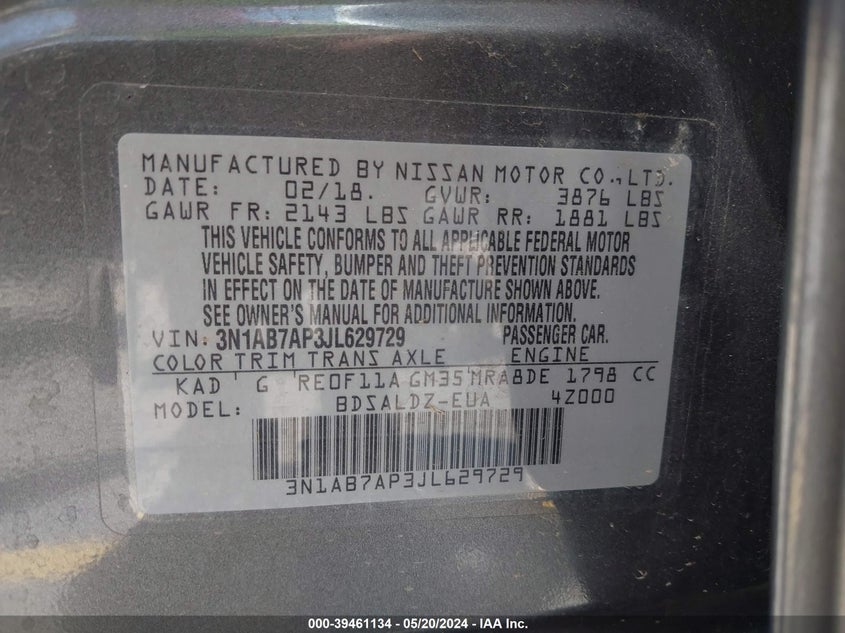 MANUFACTURED BY NISSAN MOTOR CO.,LTD.
DATE: 02/18. GVWR: 3876 LBS
GAWR FR: 2143 LBS GAWR RR: 1881 LBS
THIS VEHICLE CONFORMS TO ALL APPLICABLE FEDERAL MOTOR
VEHICLE SAFETY, BUMPER AND THEFT PREVENTION STANDARDS
IN EFFECT ON THE DATE OF MANUFACTURE SHOWN ABOVE.
SEE OWNER'S MANUAL FOR ADDITIONAL INFORMATION.
VIN: 3N1AB7AP3JL629729 PASSENGER CAR.
COLOR TRIM TRANS AXLE ENGINE
KAD G RE0F11A GM35 MRA8DE 1798 CC
MODEL: BDSALDZ-EUA 4Z000
3N1AB7AP3JL629729
000-39461134 - 05/20/2024 - IAA Inc.